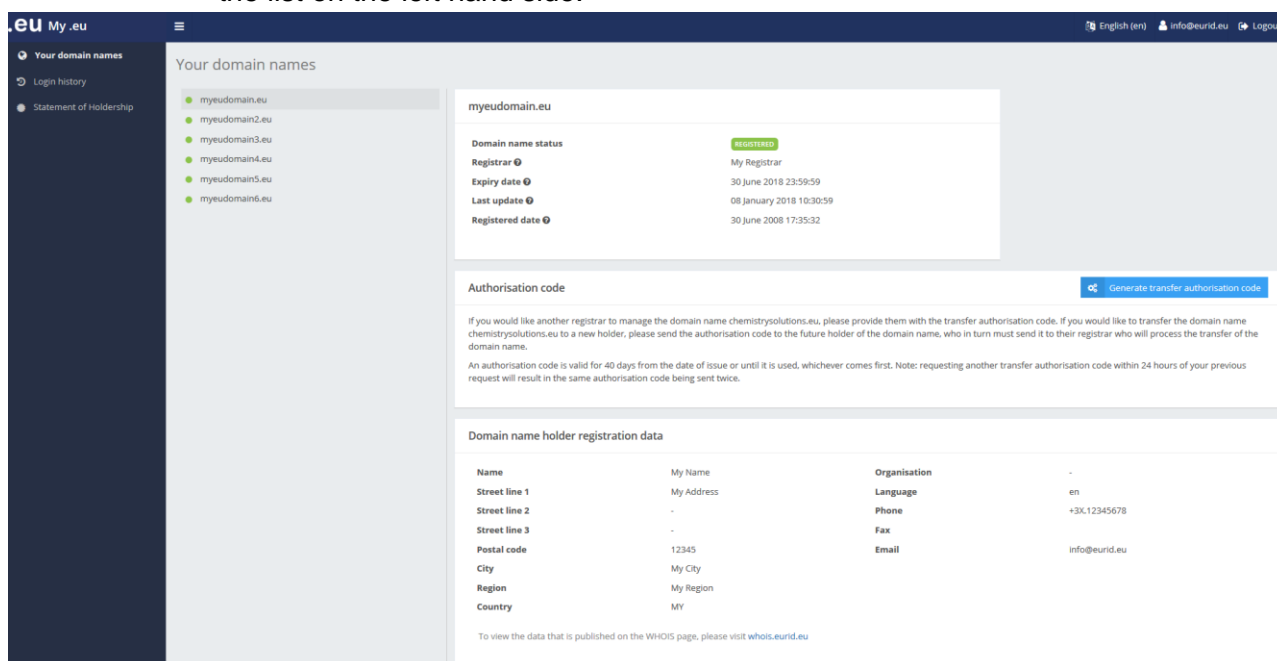 the list on the left hand side.
.eu My .eu
English (en) info@eurid.eu Logou
Your domain names
Login history
Statement of Holdership
Your domain names
myeudomain.eu
myeudomain2.eu
myeudomain3.eu
myeudomain4.eu
myeudomain5.eu
myeudomain6.eu
myeudomain.eu
Domain name status REGISTERED
Registrar My Registrar
Expiry date 30 June 2018 23:59:59
Last update 08 January 2018 10:30:59
Registered date 30 June 2008 17:35:32
Authorisation code
Generate transfer authorisation code
If you would like another registrar to manage the domain name chemistrysolutions.eu, please provide them with the transfer authorisation code. If you would like to transfer the domain name
chemistrysolutions.eu to a new holder, please send the authorisation code to the future holder of the domain name, who in turn must send it to their registrar who will process the transfer of the
domain name.
An authorisation code is valid for 40 days from the date of issue or until it is used, whichever comes first. Note: requesting another transfer authorisation code within 24 hours of your previous
request will result in the same authorisation code being sent twice.
Domain name holder registration data
Name My Name Organisation -
Street line 1 My Address Language en
Street line 2 - Phone +3X.12345678
Street line 3 - Fax
Postal code 12345 Email info@eurid.eu
City My City
Region My Region
Country MY
To view the data that is published on the WHOIS page, please visit whois.eurid.eu